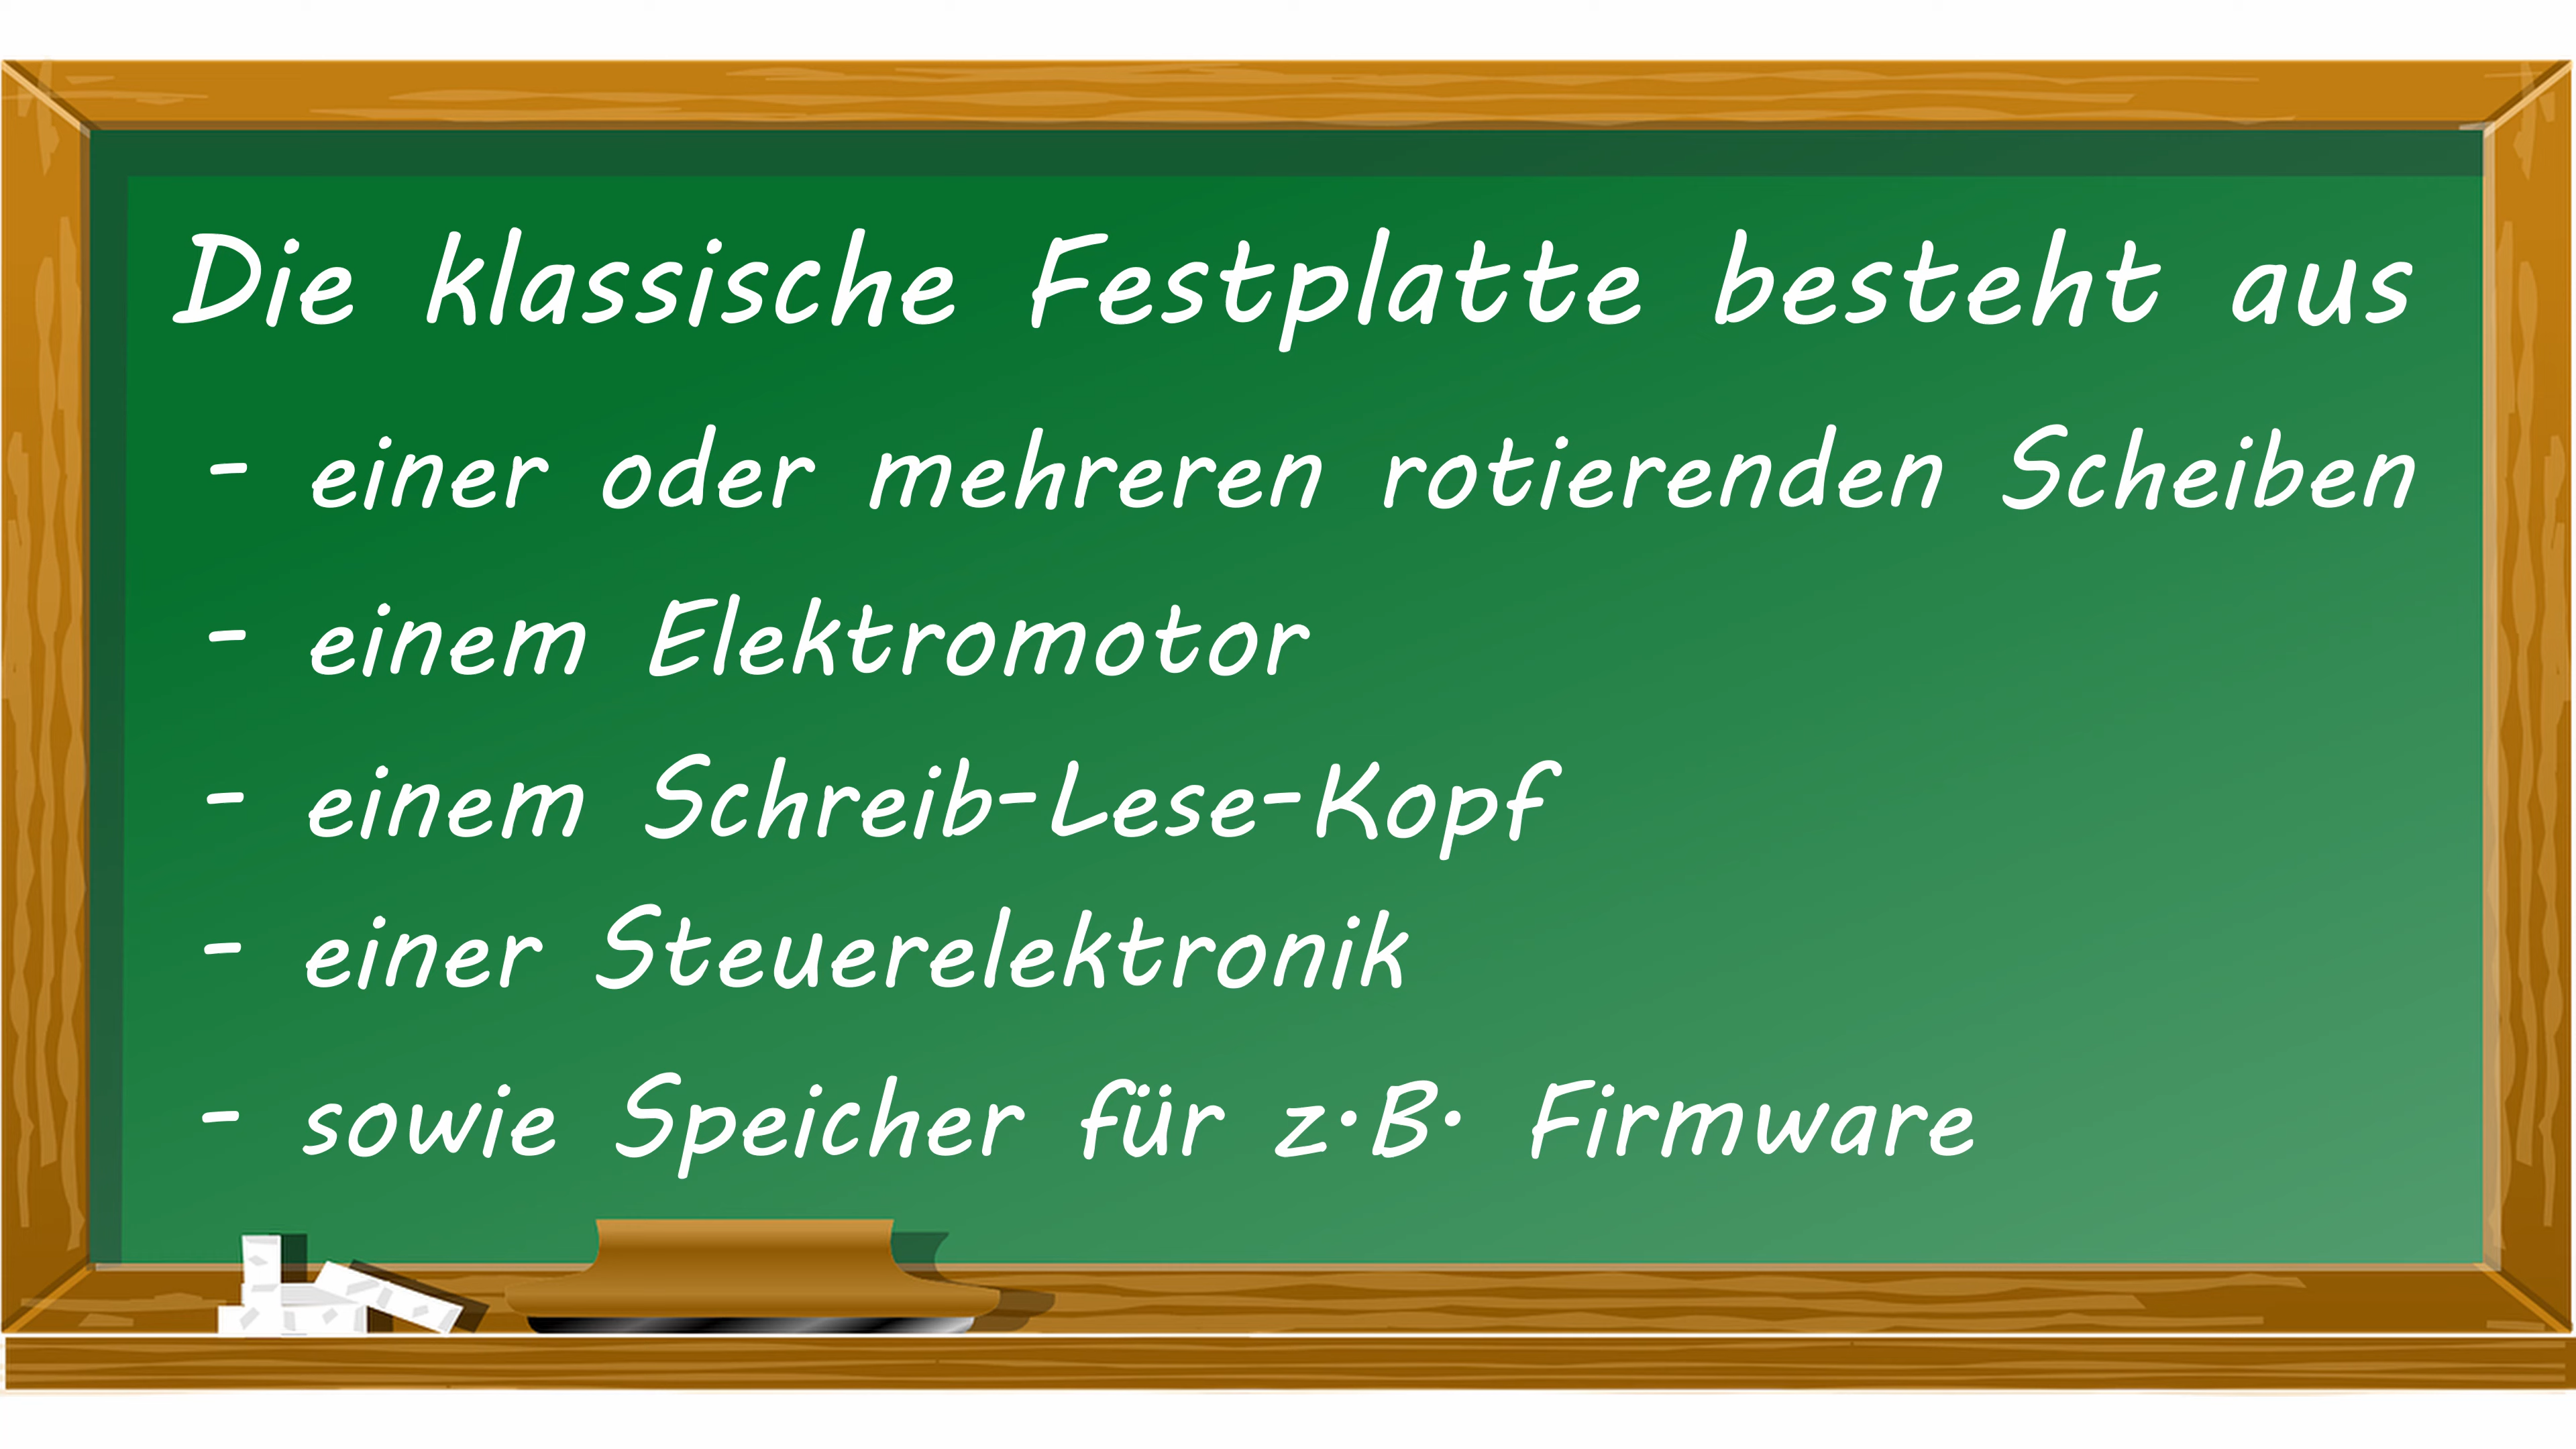 Die klassische Festplatte besteht aus
- einer oder mehreren rotierenden Scheiben
- einem Elektromotor
- einem Schreib-Lese-Kopf
- einer Steuerelektronik
- sowie Speicher für z.B. Firmware